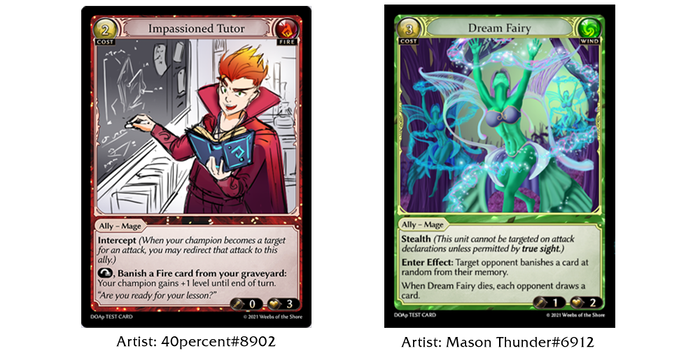 2
COST
Impassioned Tutor
FIRE
Ally – Mage
Intercept (When your champion becomes a target
for an attack, you may redirect that attack to this
ally.)
, Banish a Fire card from your graveyard:
Your champion gains +1 level until end of turn.
"Are you ready for your lesson?"
0
3
DOAp TEST CARD
© 2021 Weebs of the Shore
Artist: 40percent#8902
3
COST
Dream Fairy
WIND
Ally – Mage
Stealth (This unit cannot be targeted on attack
declarations unless permitted by true sight.)
Enter Effect: Target opponent banishes a card at
random from their memory.
When Dream Fairy dies, each opponent draws a
card.
1
2
DOAp TEST CARD
© 2021 Weebs of the Shore
Artist: Mason Thunder#6912